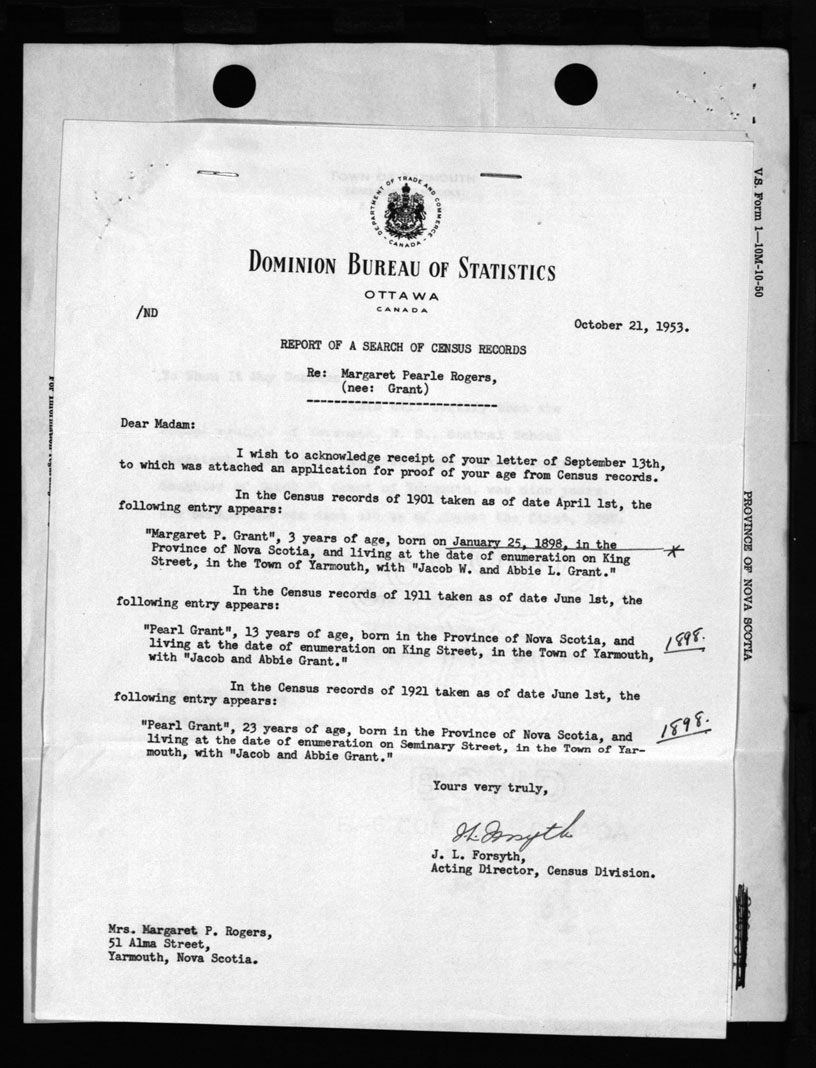 TOWN OF YARMOUTH
DEPARTMENT OF TRADE AND COMMERCE
CANADA
DOMINION BUREAU OF STATISTICS
OTTAWA
CANADA
/ND
October 21, 1953.
REPORT OF A SEARCH OF CENSUS RECORDS
Re: Margaret Pearle Rogers,
(nee: Grant)
Dear Madam:
I wish to acknowledge receipt of your letter of September 13th,
to which was attached an application for proof of your age from Census records.
In the Census records of 1901 taken as of date April 1st, the
following entry appears:
"Margaret P. Grant", 3 years of age, born on January 25, 1898, in the
Province of Nova Scotia, and living at the date of enumeration on King
Street, in the Town of Yarmouth, with "Jacob W. and Abbie L. Grant."
In the Census records of 1911 taken as of date June 1st, the
following entry appears:
"Pearl Grant", 13 years of age, born in the Province of Nova Scotia, and
living at the date of enumeration on King Street, in the Town of Yarmouth,
with "Jacob and Abbie Grant."
1898.
In the Census records of 1921 taken as of date June 1st, the
following entry appears:
"Pearl Grant", 23 years of age, born in the Province of Nova Scotia, and
living at the date of enumeration on Seminary Street, in the Town of Yar-
mouth, with "Jacob and Abbie Grant."
1898.
Yours very truly,
J. L. Forsyth
J. L. Forsyth,
Acting Director, Census Division.
Mrs. Margaret P. Rogers,
51 Alma Street,
Yarmouth, Nova Scotia.
V.S. Form 1—10M-10-50
PROVINCE OF NOVA SCOTIA